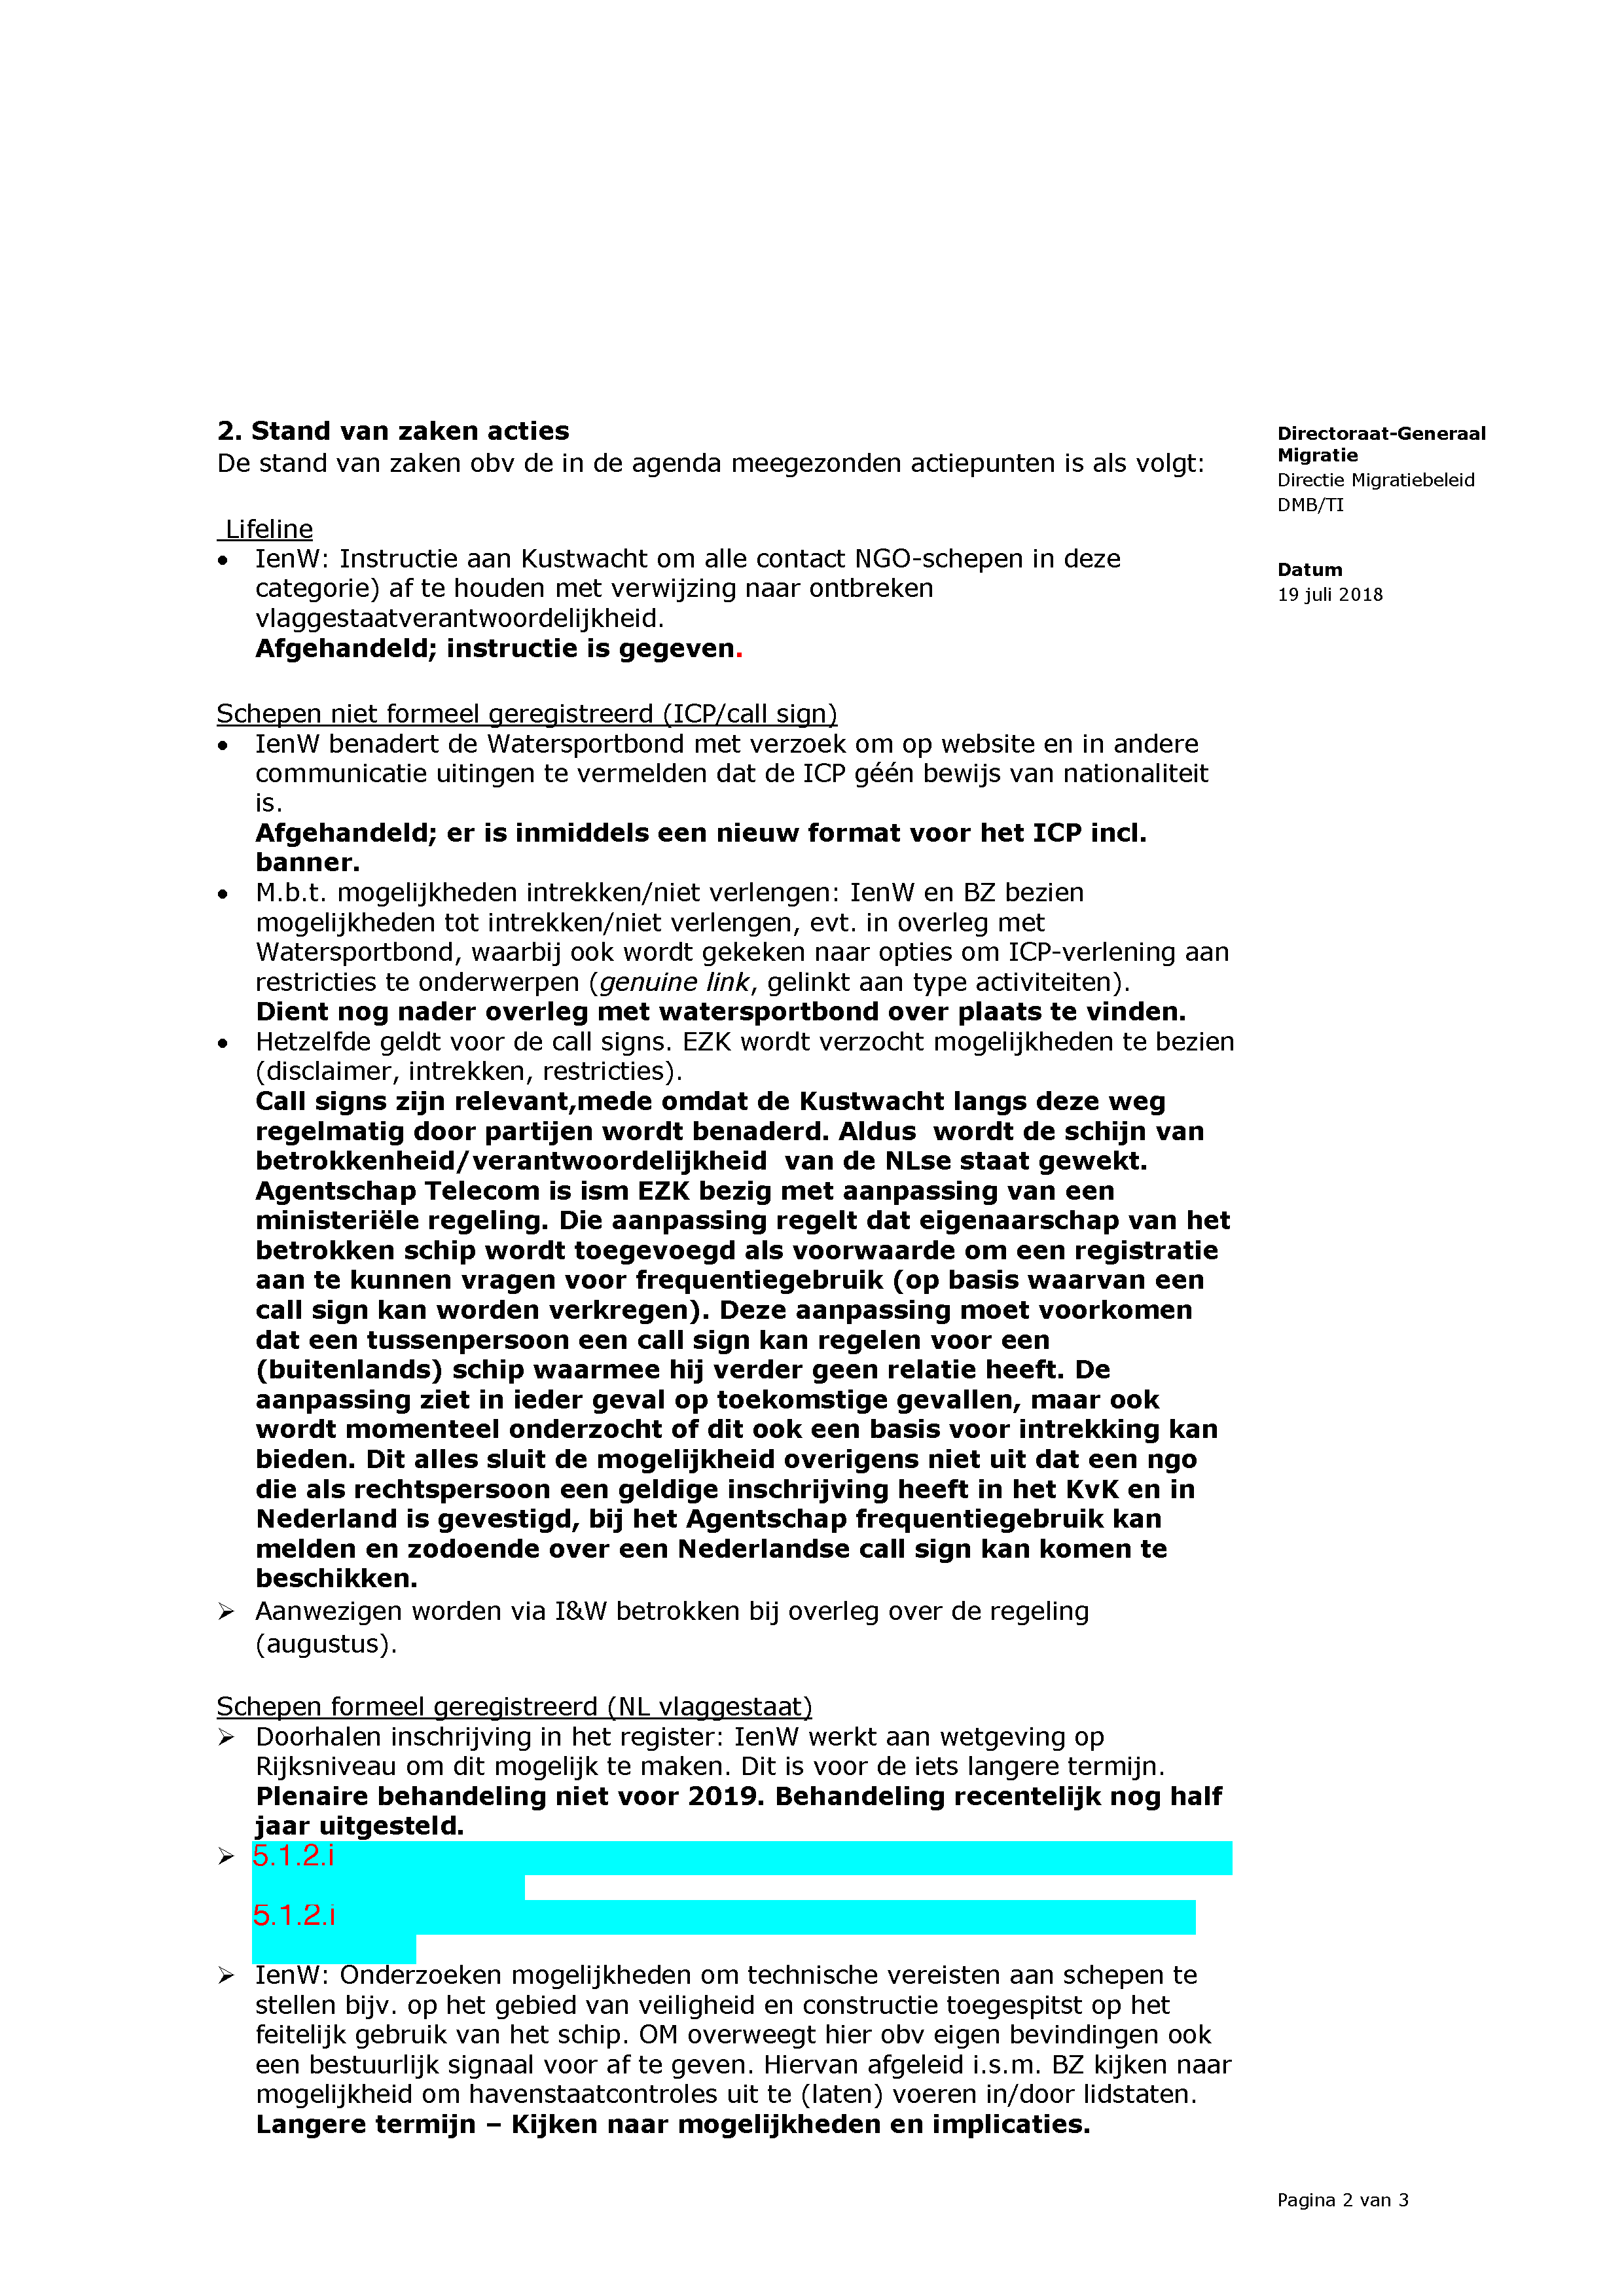 2. Stand van zaken acties
De stand van zaken obv de in de agenda meegezonden actiepunten is als volgt:
Lifeline
• IenW: Instructie aan Kustwacht om alle contact NGO-schepen in deze
categorie) af te houden met verwijzing naar ontbreken
vlaggestaatverantwoordelijkheid.
Afgehandeld; instructie is gegeven.
Schepen niet formeel geregistreerd (ICP/call sign)
• IenW benadert de Watersportbond met verzoek om op website en in andere
communicatie uitingen te vermelden dat de ICP géén bewijs van nationaliteit
is.
Afgehandeld; er is inmiddels een nieuw format voor het ICP incl.
banner.
• M.b.t. mogelijkheden intrekken/niet verlengen: IenW en BZ bezien
mogelijkheden tot intrekken/niet verlengen, evt. in overleg met
Watersportbond, waarbij ook wordt gekeken naar opties om ICP-verlening aan
restricties te onderwerpen (genuine link, gelinkt aan type activiteiten).
Dient nog nader overleg met watersportbond over plaats te vinden.
• Hetzelfde geldt voor de call signs. EZK wordt verzocht mogelijkheden te bezien
(disclaimer, intrekken, restricties).
Call signs zijn relevant,mede omdat de Kustwacht langs deze weg
regelmatig door partijen wordt benaderd. Aldus  wordt de schijn van
betrokkenheid/verantwoordelijkheid  van de NLse staat gewekt.
Agentschap Telecom is ism EZK bezig met aanpassing van een
ministeriële regeling. Die aanpassing regelt dat eigenaarschap van het
betrokken schip wordt toegevoegd als voorwaarde om een registratie
aan te kunnen vragen voor frequentiegebruik (op basis waarvan een
call sign kan worden verkregen). Deze aanpassing moet voorkomen
dat een tussenpersoon een call sign kan regelen voor een
(buitenlands) schip waarmee hij verder geen relatie heeft. De
aanpassing ziet in ieder geval op toekomstige gevallen, maar ook
wordt momenteel onderzocht of dit ook een basis voor intrekking kan
bieden. Dit alles sluit de mogelijkheid overigens niet uit dat een ngo
die als rechtspersoon een geldige inschrijving heeft in het KvK en in
Nederland is gevestigd, bij het Agentschap frequentiegebruik kan
melden en zodoende over een Nederlandse call sign kan komen te
beschikken.
➢ Aanwezigen worden via I&W betrokken bij overleg over de regeling
(augustus).
Schepen formeel geregistreerd (NL vlaggestaat)
➢ Doorhalen inschrijving in het register: IenW werkt aan wetgeving op
Rijksniveau om dit mogelijk te maken. Dit is voor de iets langere termijn.
Plenaire behandeling niet voor 2019. Behandeling recentelijk nog half
jaar uitgesteld.
➢ 5.1.2.i
5.1.2.i
➢ IenW: Onderzoeken mogelijkheden om technische vereisten aan schepen te
stellen bijv. op het gebied van veiligheid en constructie toegespitst op het
feitelijk gebruik van het schip. OM overweegt hier obv eigen bevindingen ook
een bestuurlijk signaal voor af te geven. Hiervan afgeleid i.s.m. BZ kijken naar
mogelijkheid om havenstaatcontroles uit te (laten) voeren in/door lidstaten.
Langere termijn – Kijken naar mogelijkheden en implicaties.
Directoraat-Generaal
Migratie
Directie Migratiebeleid
DMB/TI
Datum
19 juli 2018
Pagina 2 van 3